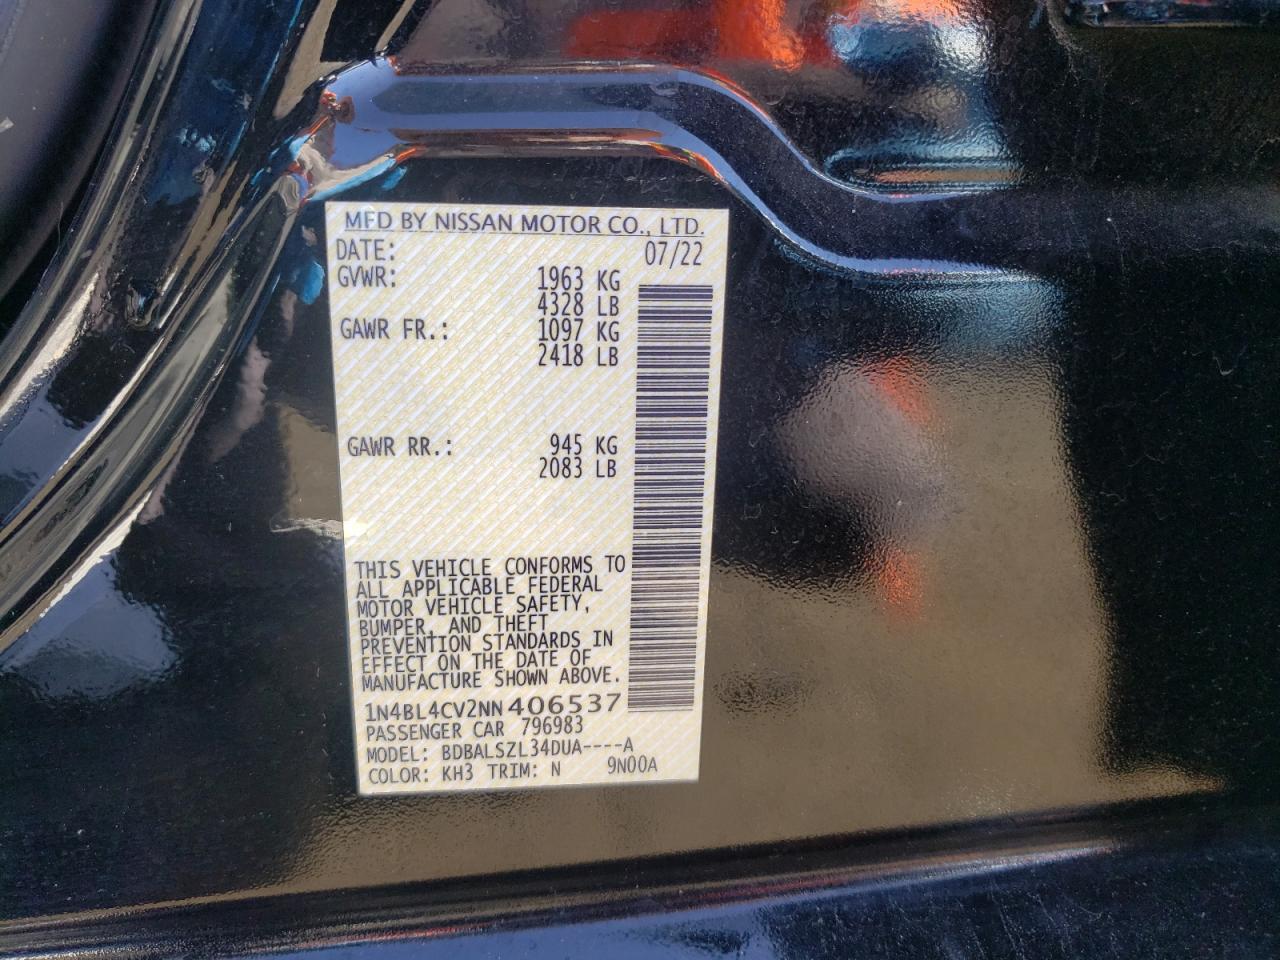 MFD BY NISSAN MOTOR CO., LTD.
DATE: 07/22
GVWR: 1963 KG
4328 LB
GAWR FR.: 1097 KG
2418 LB
GAWR RR.: 945 KG
2083 LB
THIS VEHICLE CONFORMS TO
ALL APPLICABLE FEDERAL
MOTOR VEHICLE SAFETY,
BUMPER, AND THEFT
PREVENTION STANDARDS IN
EFFECT ON THE DATE OF
MANUFACTURE SHOWN ABOVE.
1N4BL4CV2NN406537
PASSENGER CAR 796983
MODEL: BDBALSZL34DUA----A
COLOR: KH3 TRIM: N 9N00A